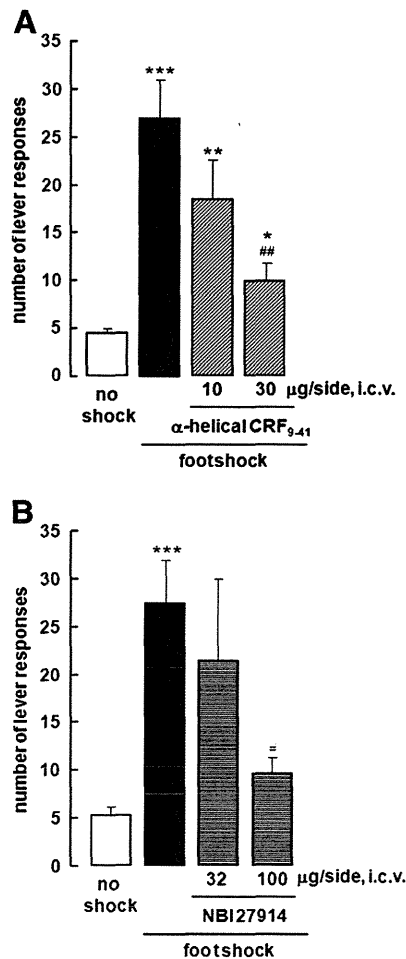 A
number of lever responses
35
30
25
20
15
10
5
0
***
**
*
##
no shock
10
30
μg/side, i.c.v.
α-helical CRF9-41
footshock
B
number of lever responses
35
30
25
20
15
10
5
0
***
=
no shock
32
100
μg/side, i.c.v.
NBI27914
footshock